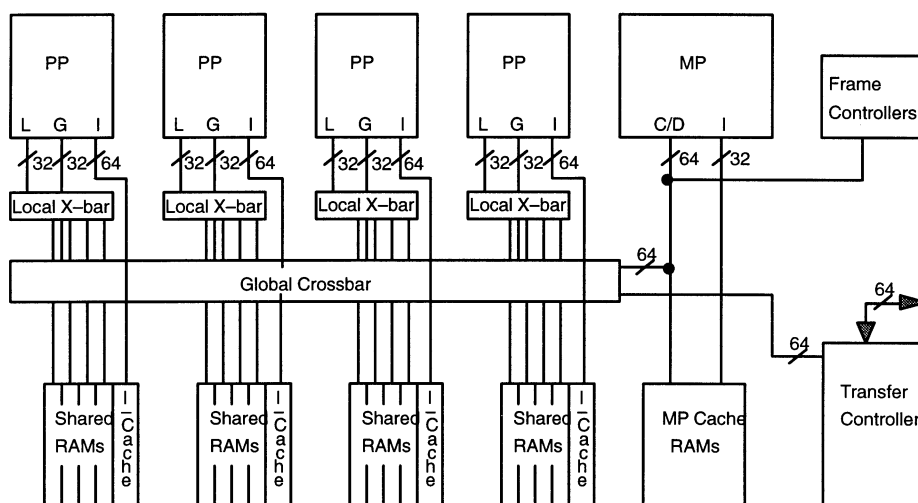 PP
PP
PP
PP
MP
Frame
Controllers
L G I
L G I
L G I
L G I
C/D I
32 32 64
32 32 64
32 32 64
32 32 64
64 32
Local X–bar
Local X–bar
Local X–bar
Local X–bar
64
Global Crossbar
64
64
Shared
RAMs
I–Cache
Shared
RAMs
I–Cache
Shared
RAMs
I–Cache
Shared
RAMs
I–Cache
MP Cache
RAMs
Transfer
Controller